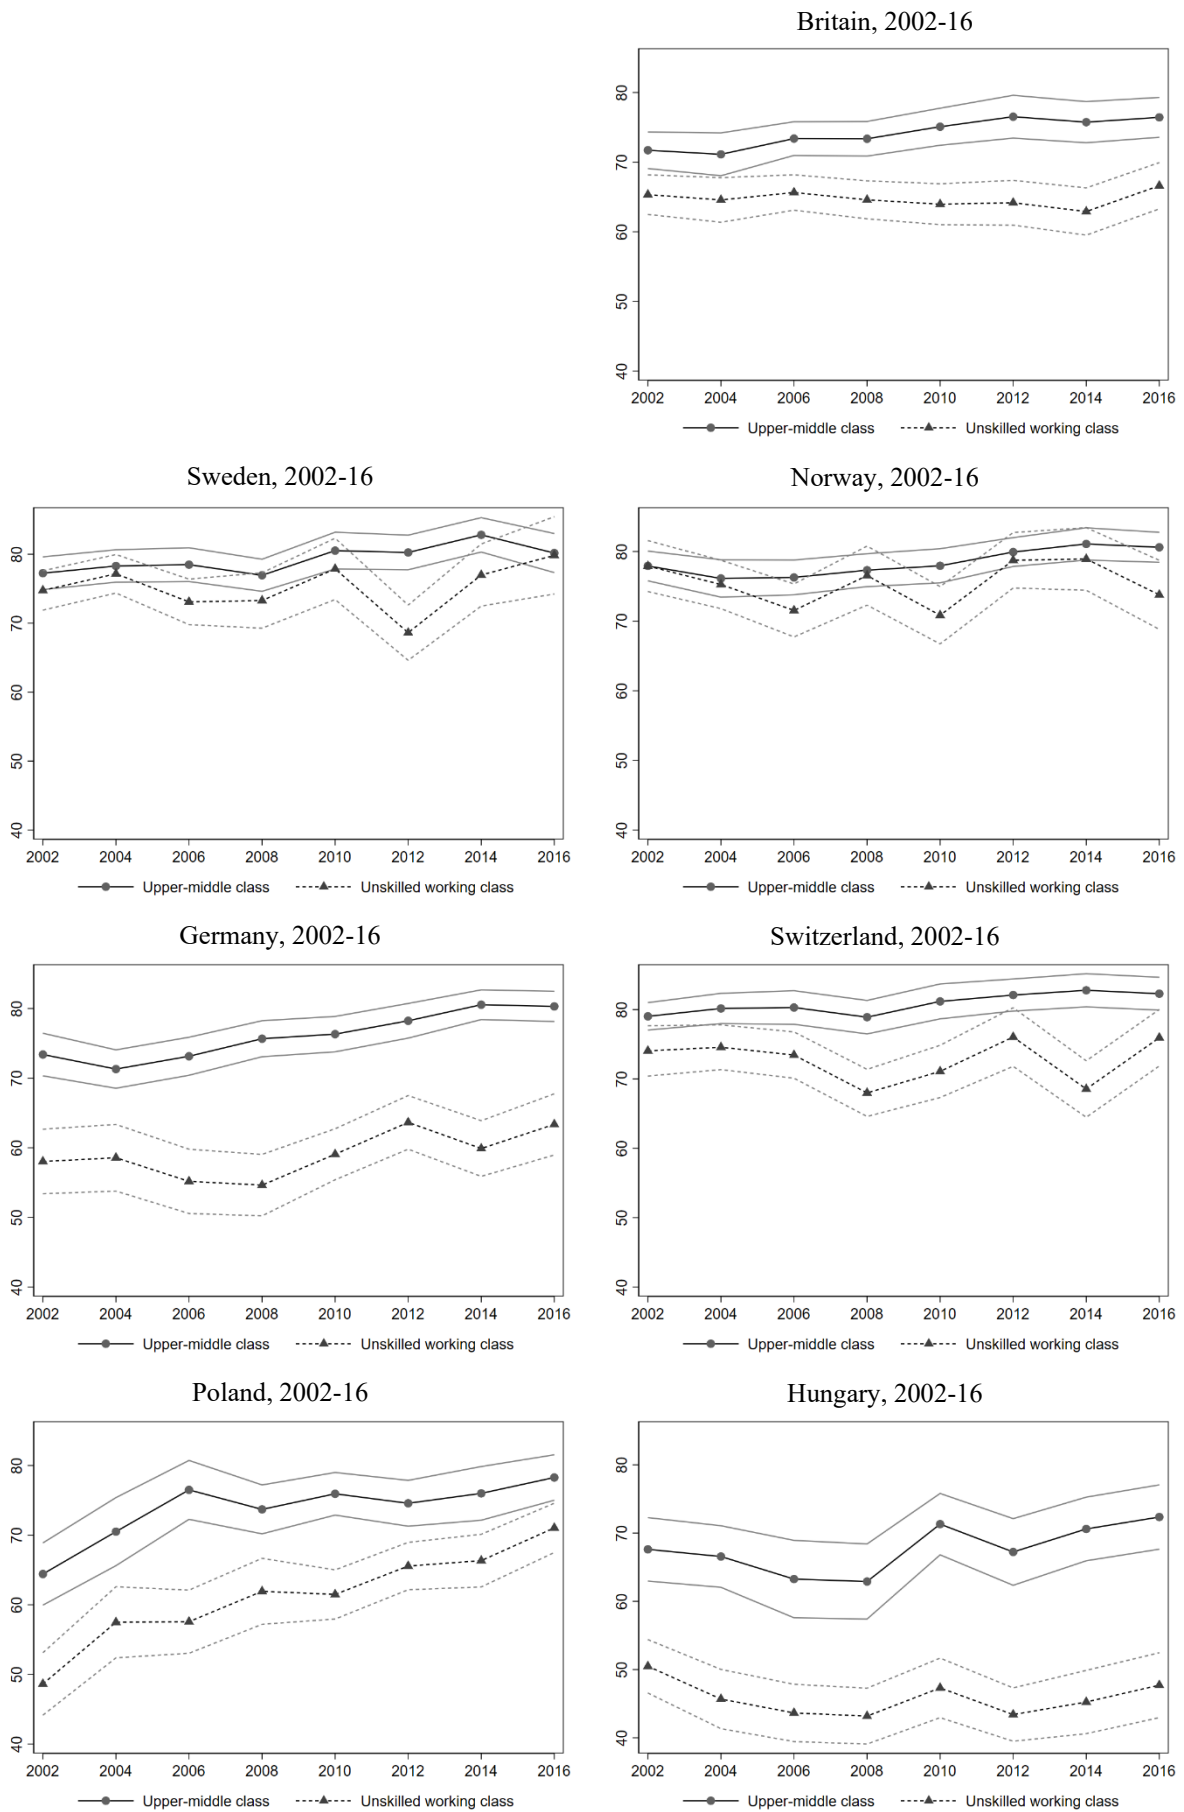 Britain, 2002-16
80
70
60
50
40
2002 2004 2006 2008 2010 2012 2014 2016
Upper-middle class Unskilled working class
Sweden, 2002-16
80
70
60
50
40
2002 2004 2006 2008 2010 2012 2014 2016
Upper-middle class Unskilled working class
Norway, 2002-16
80
70
60
50
40
2002 2004 2006 2008 2010 2012 2014 2016
Upper-middle class Unskilled working class
Germany, 2002-16
80
70
60
50
40
2002 2004 2006 2008 2010 2012 2014 2016
Upper-middle class Unskilled working class
Switzerland, 2002-16
80
70
60
50
40
2002 2004 2006 2008 2010 2012 2014 2016
Upper-middle class Unskilled working class
Poland, 2002-16
80
70
60
50
40
2002 2004 2006 2008 2010 2012 2014 2016
Upper-middle class Unskilled working class
Hungary, 2002-16
80
70
60
50
40
2002 2004 2006 2008 2010 2012 2014 2016
Upper-middle class Unskilled working class